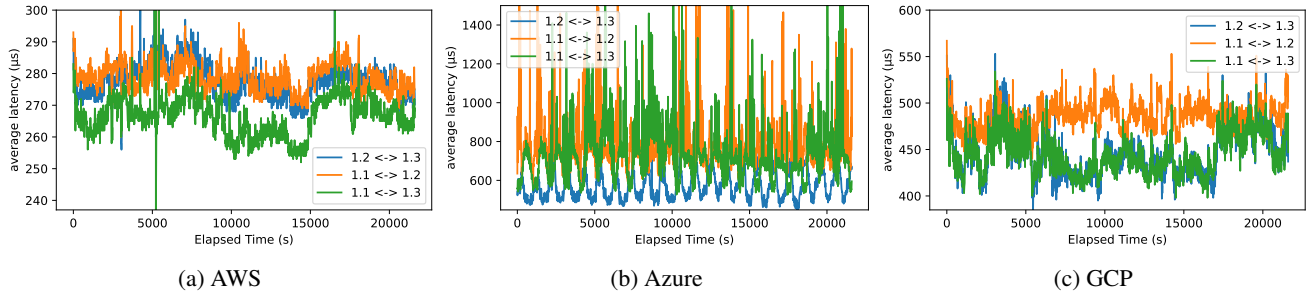 300
290
280
270
260
250
240
average latency (μs)
0
5000
10000
15000
20000
Elapsed Time (s)
1.2 <-> 1.3
1.1 <-> 1.2
1.1 <-> 1.3
(a) AWS
1400
1200
1000
800
600
average latency (μs)
0
5000
10000
15000
20000
Elapsed Time (s)
1.2 <-> 1.3
1.1 <-> 1.2
1.1 <-> 1.3
(b) Azure
600
550
500
450
400
average latency (μs)
0
5000
10000
15000
20000
Elapsed Time (s)
1.2 <-> 1.3
1.1 <-> 1.2
1.1 <-> 1.3
(c) GCP